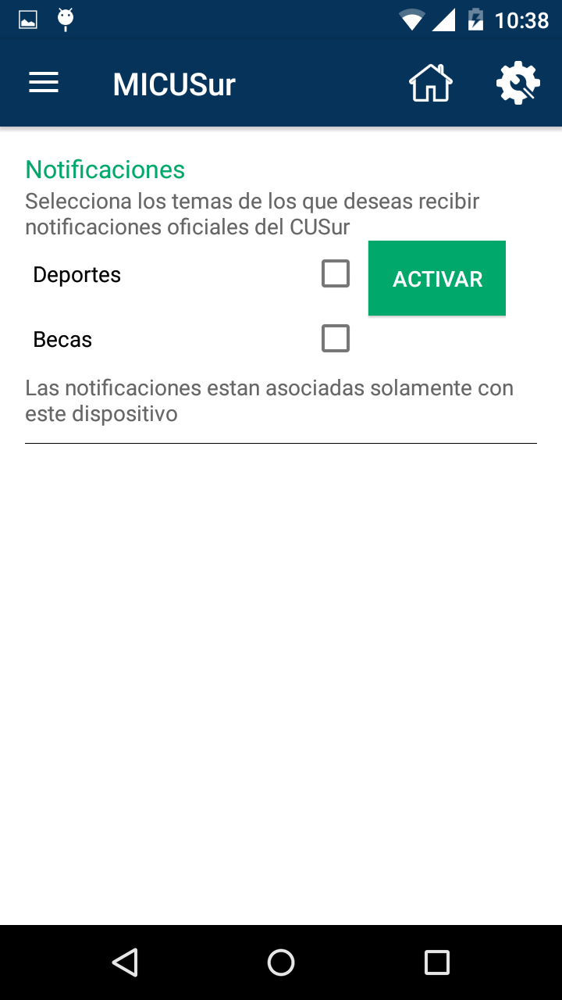 10:38
MICUSur
Notificaciones
Selecciona los temas de los que deseas recibir
notificaciones oficiales del CUSur
Deportes
ACTIVAR
Becas
Las notificaciones estan asociadas solamente con
este dispositivo